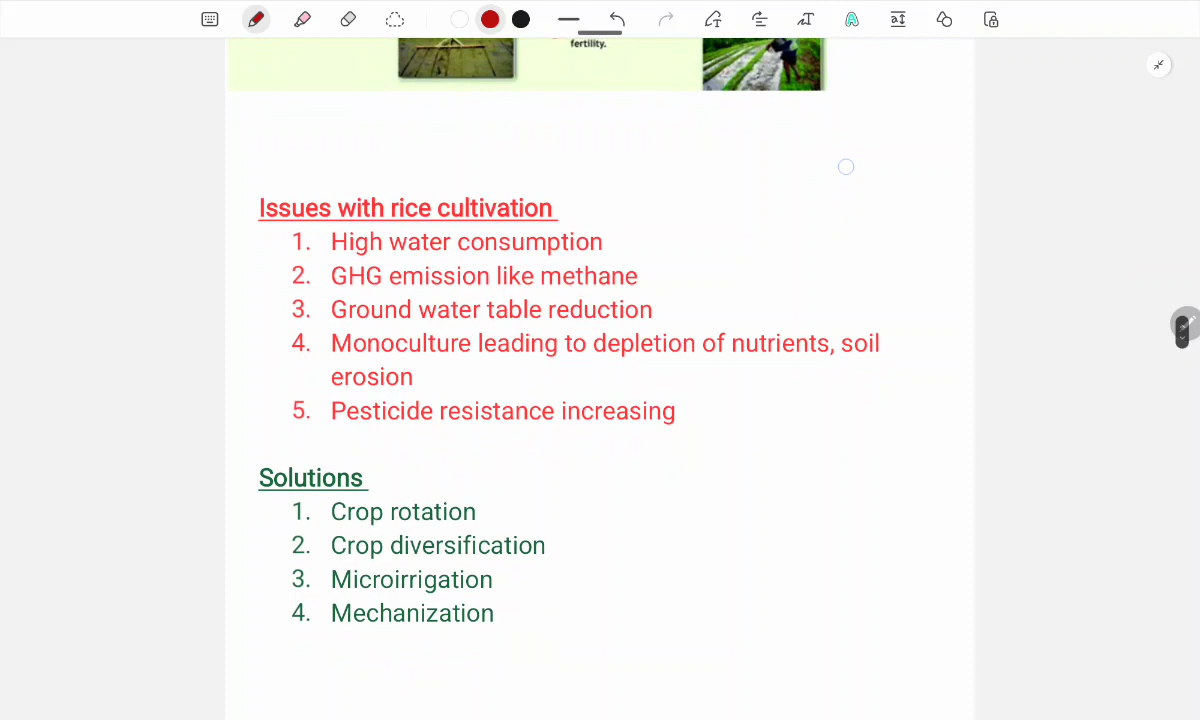 fertility.
Issues with rice cultivation
1. High water consumption
2. GHG emission like methane
3. Ground water table reduction
4. Monoculture leading to depletion of nutrients, soil
erosion
5. Pesticide resistance increasing
Solutions
1. Crop rotation
2. Crop diversification
3. Microirrigation
4. Mechanization